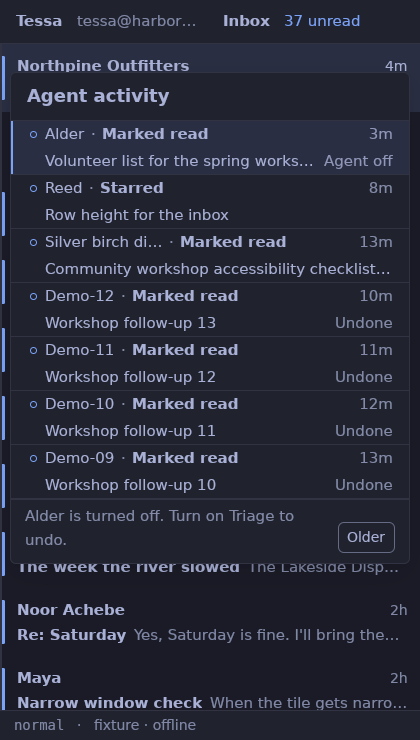 Tessa tessa@harbor… Inbox 37 unread
Northpine Outfitters 4m
Agent activity
Alder · Marked read 3m
Volunteer list for the spring works… Agent off
Reed · Starred 8m
Row height for the inbox
Silver birch di… · Marked read 13m
Community workshop accessibility checklist…
Demo-12 · Marked read 10m
Workshop follow-up 13 Undone
Demo-11 · Marked read 11m
Workshop follow-up 12 Undone
Demo-10 · Marked read 12m
Workshop follow-up 11 Undone
Demo-09 · Marked read 13m
Workshop follow-up 10 Undone
Alder is turned off. Turn on Triage to
undo.
Older
The week the river slowed The Lakeside Disp…
Noor Achebe 2h
Re: Saturday Yes, Saturday is fine. I'll bring the…
Maya 2h
Narrow window check When the tile gets narro…
normal · fixture · offline